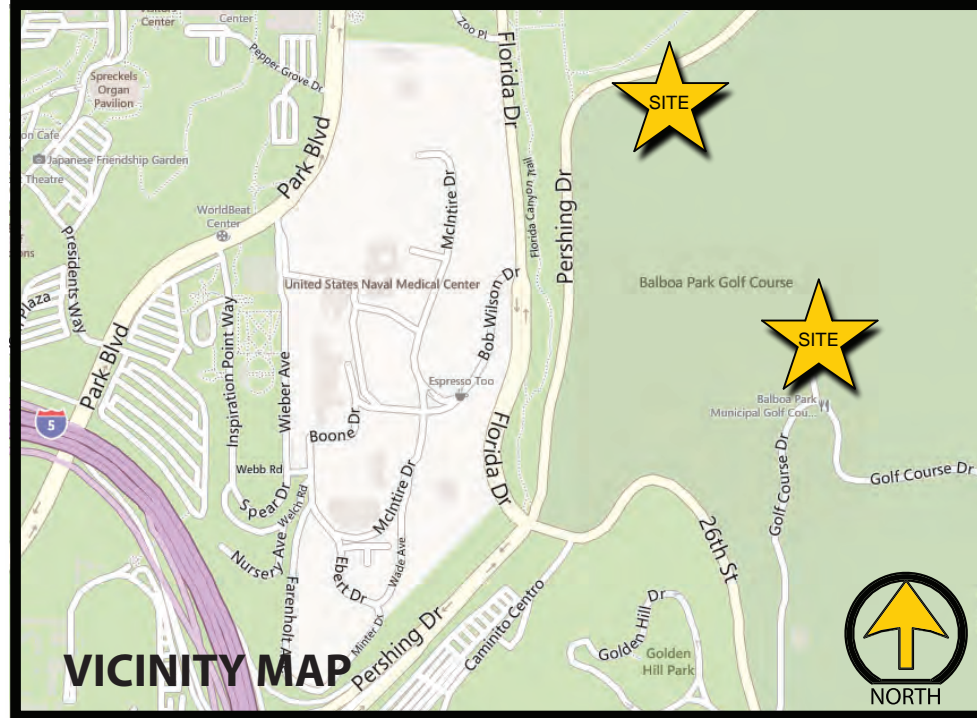 Center
Center
Zoo Pl
Pepper Grove Dr
Spreckels
Organ
Pavilion
Florida Dr
SITE
Park Blvd
Japanese Friendship Garden
Theatre
Florida Canyon Trail
Pershing Dr
McIntire Dr
WorldBeat
Center
Presidents Way
Plaza
United States Naval Medical Center
Balboa Park Golf Course
Bob Wilson Dr
SITE
Park Blvd
Inspiration Point Way
Wieber Ave
Espresso Too
Balboa Park
Municipal Golf Cou...
5
Boone Dr
Florida Dr
Golf Course Dr
Golf Course Dr
Webb Rd
Spear Dr
Welch Rd
McIntire Dr
26th St
Nursery Ave
Ebert Dr
Wade Ave
Farenholt A
Minter Dr
Pershing Dr
Caminito Centro
Golden Hill Dr
Golden
Hill Park
VICINITY MAP
NORTH